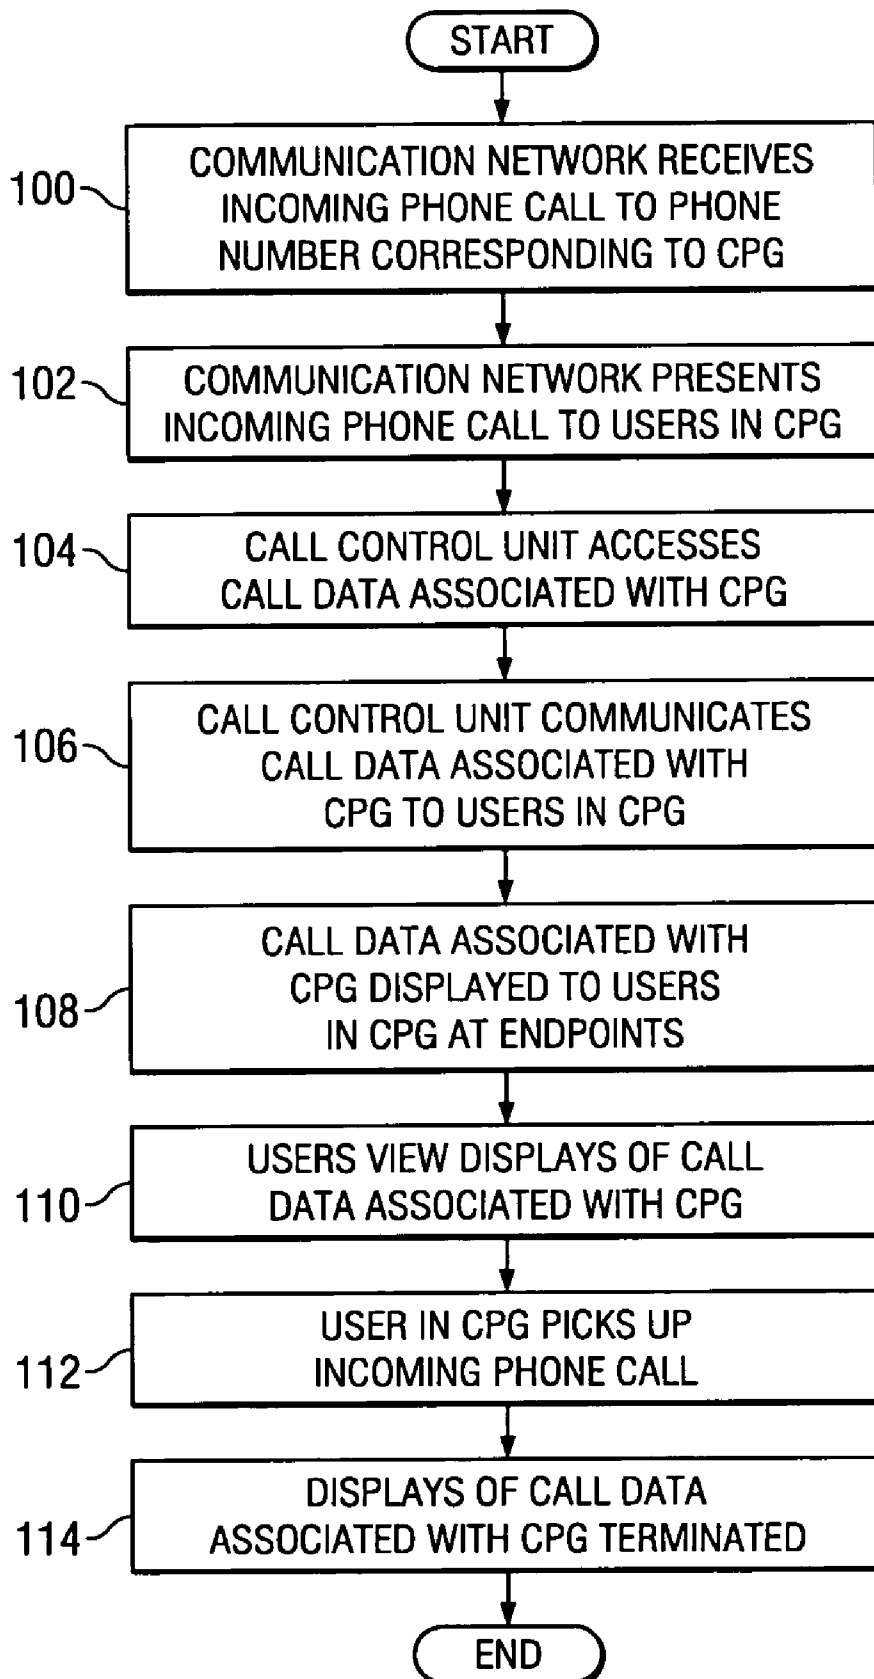 START
100
COMMUNICATION NETWORK RECEIVES
INCOMING PHONE CALL TO PHONE
NUMBER CORRESPONDING TO CPG
102
COMMUNICATION NETWORK PRESENTS
INCOMING PHONE CALL TO USERS IN CPG
104
CALL CONTROL UNIT ACCESSES
CALL DATA ASSOCIATED WITH CPG
106
CALL CONTROL UNIT COMMUNICATES
CALL DATA ASSOCIATED WITH
CPG TO USERS IN CPG
108
CALL DATA ASSOCIATED WITH
CPG DISPLAYED TO USERS
IN CPG AT ENDPOINTS
110
USERS VIEW DISPLAYS OF CALL
DATA ASSOCIATED WITH CPG
112
USER IN CPG PICKS UP
INCOMING PHONE CALL
114
DISPLAYS OF CALL DATA
ASSOCIATED WITH CPG TERMINATED
END